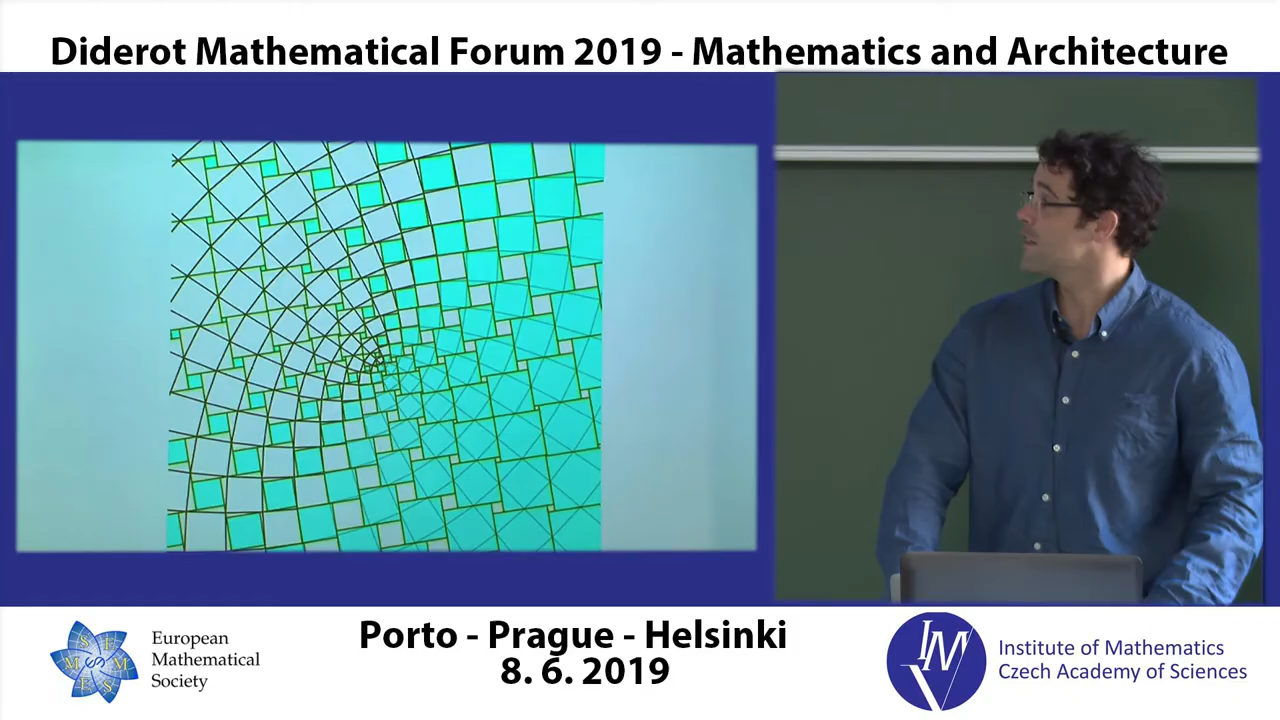 Diderot Mathematical Forum 2019 - Mathematics and Architecture
European
Mathematical
Society
S E
M M
E S
Porto - Prague - Helsinki
8. 6. 2019
IM
V
Institute of Mathematics
Czech Academy of Sciences